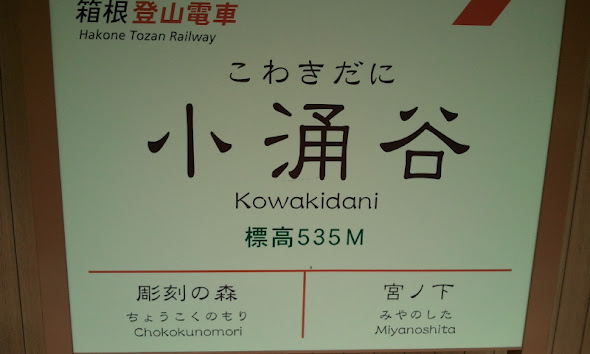 箱根登山電車
Hakone Tozan Railway
こわきだに
小涌谷
Kowakidani
標高535M
彫刻の森
ちょうこくのもり
Chokokunomori
宮ノ下
みやのした
Miyanoshita